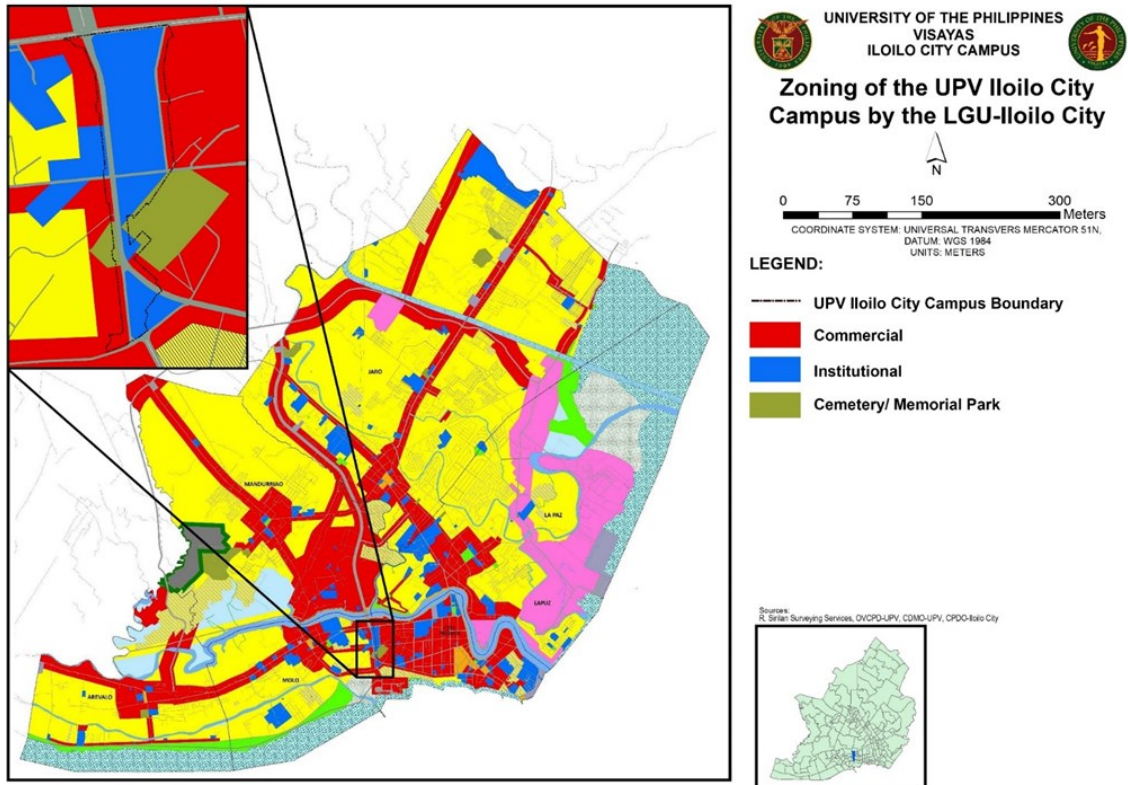 UNIVERSITY OF THE PHILIPPINES
VISAYAS
ILOILO CITY CAMPUS
Zoning of the UPV Iloilo City
Campus by the LGU-Iloilo City
N
0 75 150 300
Meters
COORDINATE SYSTEM: UNIVERSAL TRANSVERS MERCATOR 51N,
DATUM: WGS 1984
UNITS: METERS
LEGEND:
UPV Iloilo City Campus Boundary
Commercial
Institutional
Cemetery/ Memorial Park
Sources:
R. Sirilan Surveying Services, OVCPD-UPV, CDMO-UPV, CPDO-Iloilo City
JARO
MANDURRIAO
LA PAZ
LAPUZ
MOLO
AREVALO